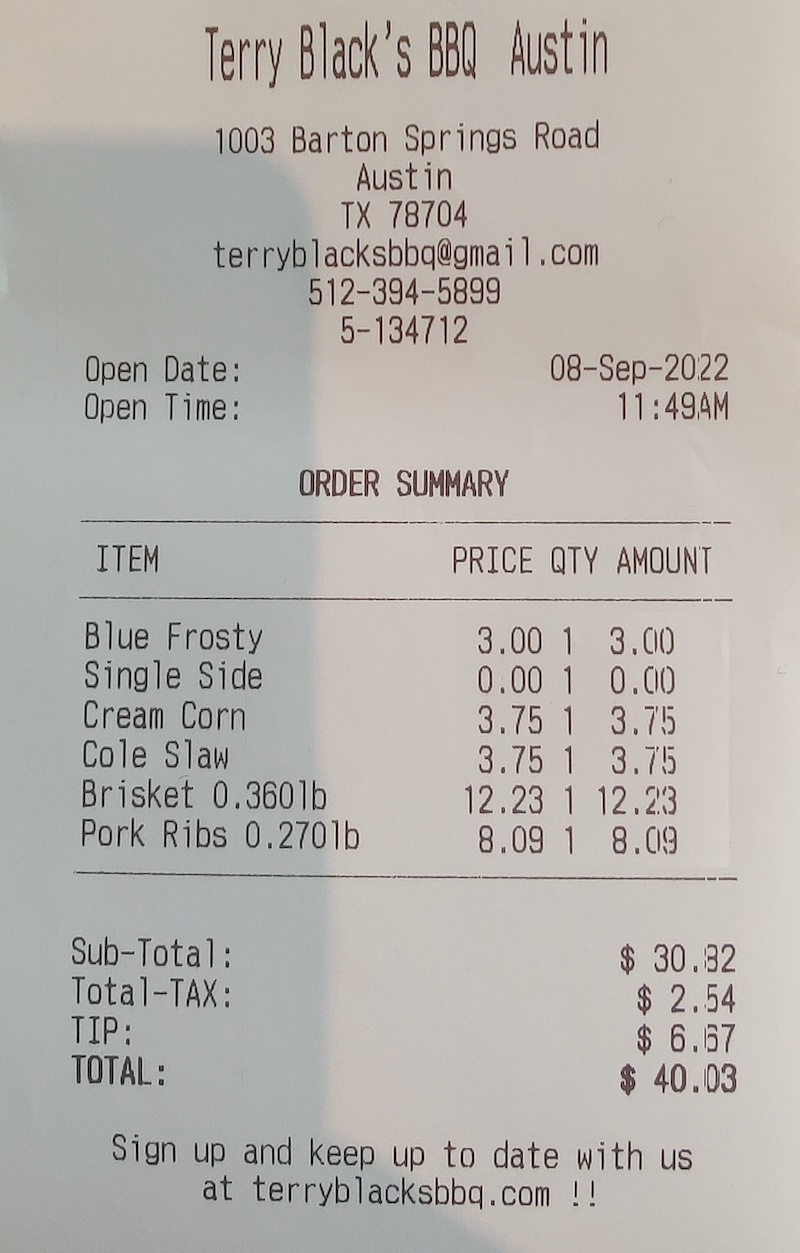 Terry Black's BBQ Austin
1003 Barton Springs Road
Austin
TX 78704
terryblacksbbq@gmail.com
512-394-5899
5-134712
Open Date: 08-Sep-2022
Open Time: 11:49AM
ORDER SUMMARY
ITEM PRICE QTY AMOUNT
Blue Frosty 3.00 1 3.00
Single Side 0.00 1 0.00
Cream Corn 3.75 1 3.75
Cole Slaw 3.75 1 3.75
Brisket 0.360lb 12.23 1 12.23
Pork Ribs 0.270lb 8.09 1 8.09
Sub-Total: $ 30.82
Total-TAX: $ 2.54
TIP: $ 6.67
TOTAL: $ 40.03
Sign up and keep up to date with us
at terryblacksbbq.com !!